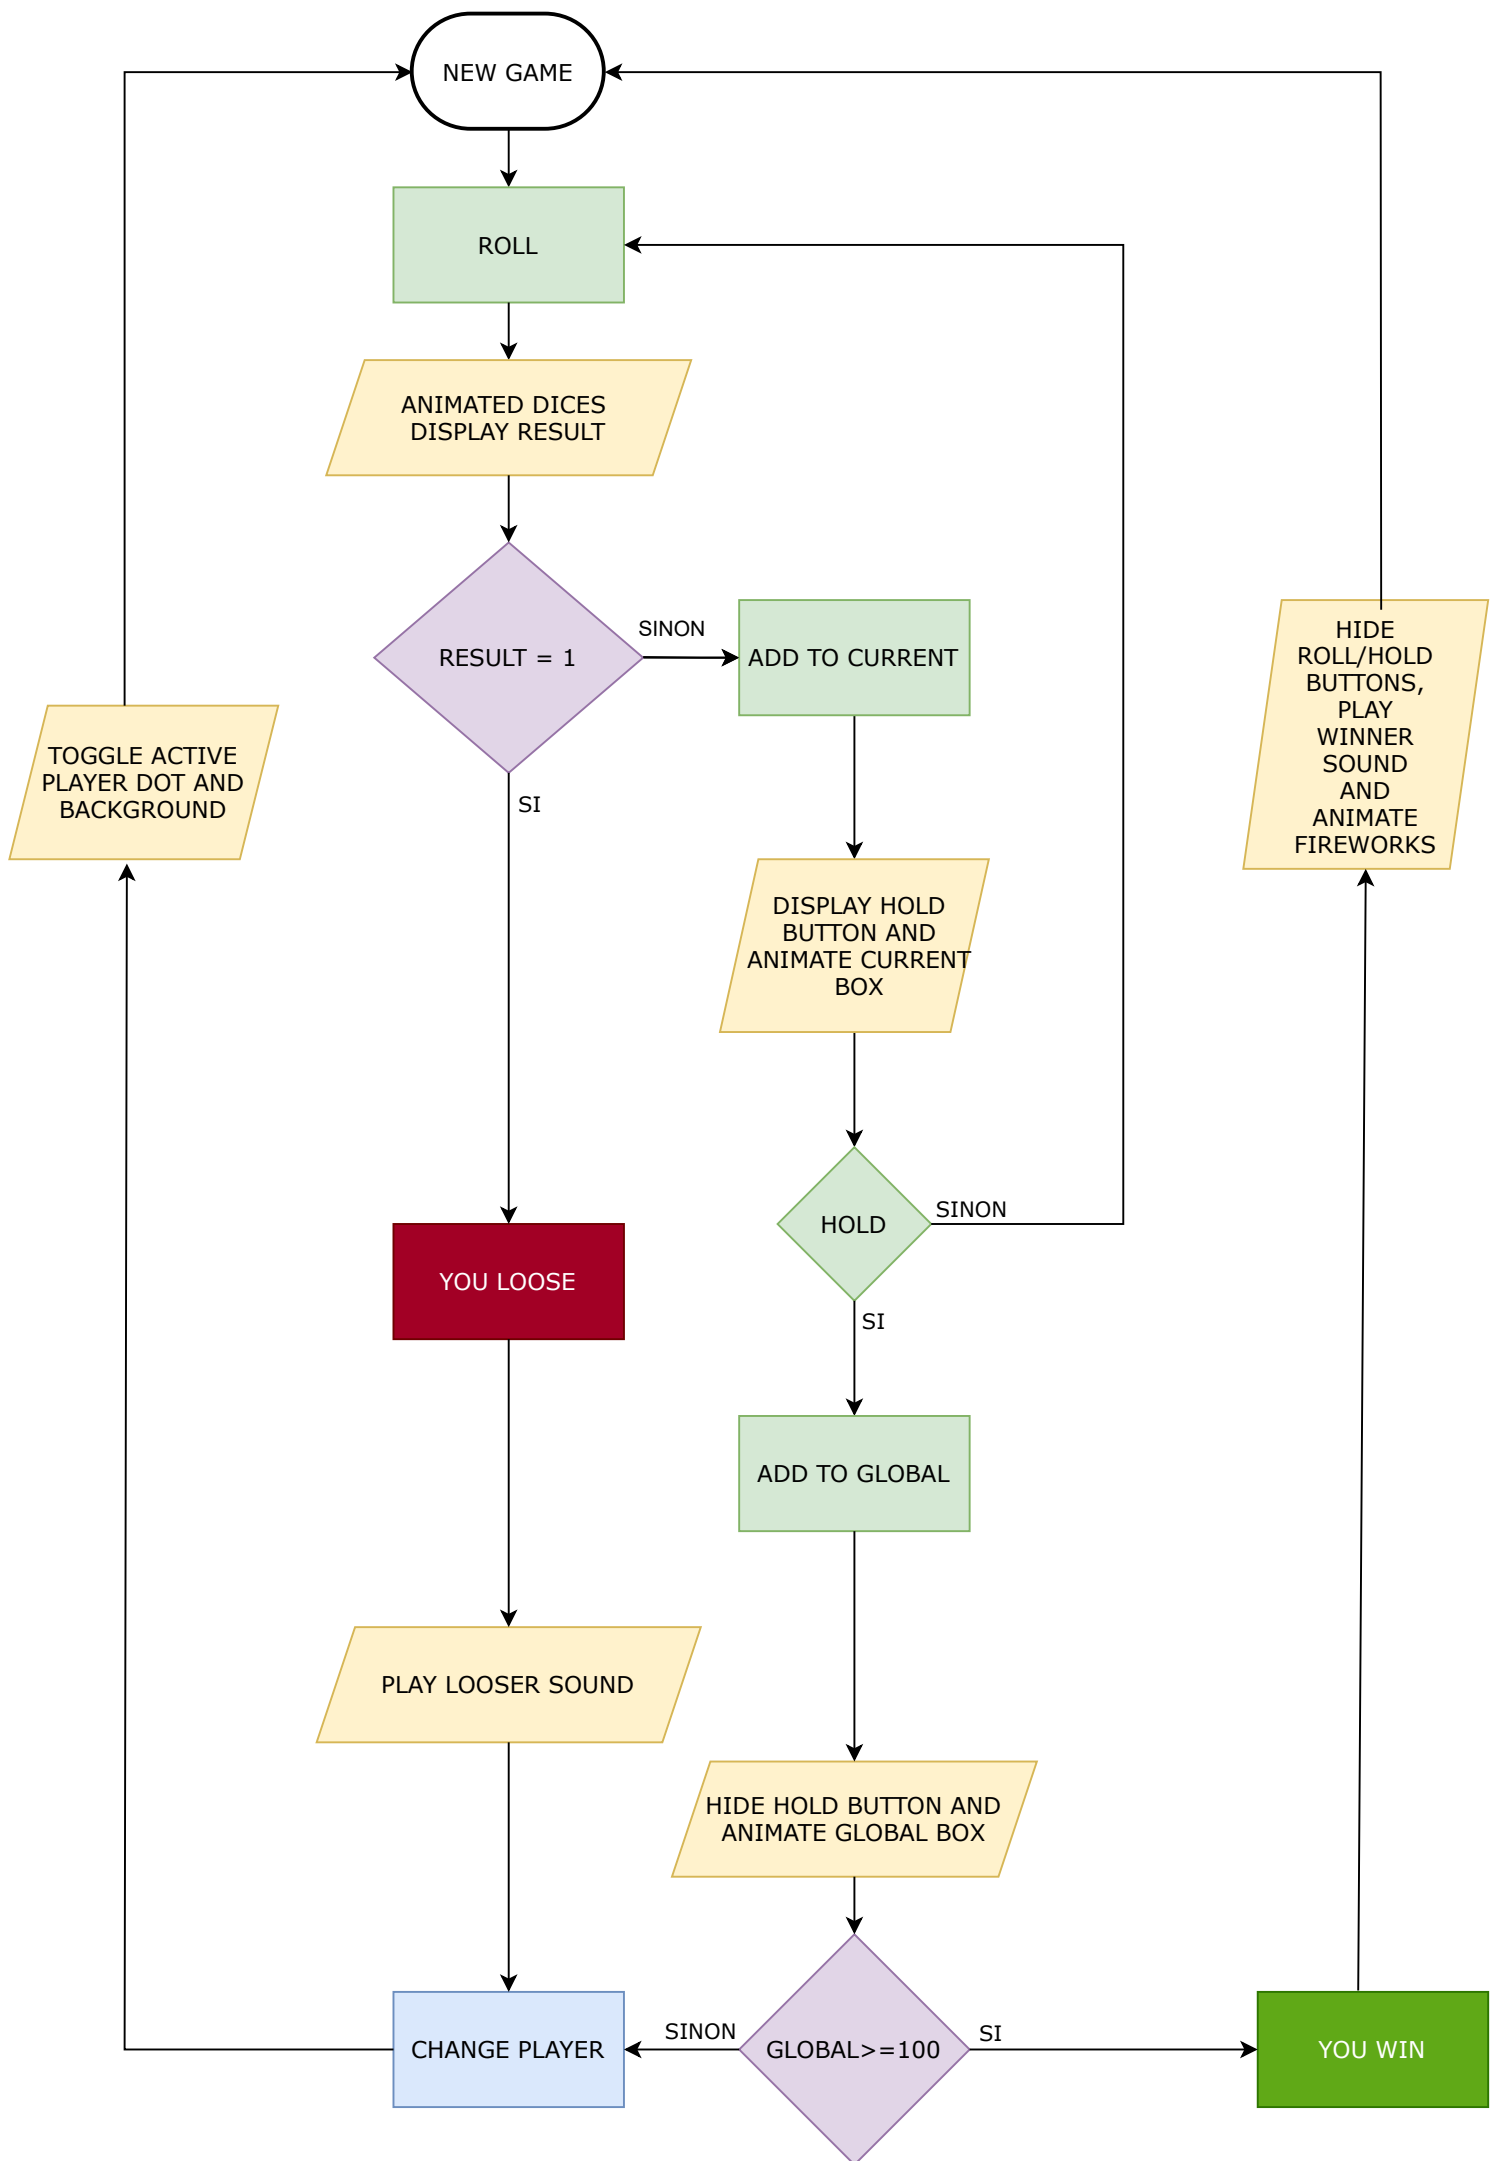 NEW GAME
ROLL
ANIMATED DICES
DISPLAY RESULT
RESULT = 1
SINON
ADD TO CURRENT
SI
TOGGLE ACTIVE
PLAYER DOT AND
BACKGROUND
HIDE
ROLL/HOLD
BUTTONS,
PLAY
WINNER
SOUND
AND
ANIMATE
FIREWORKS
DISPLAY HOLD
BUTTON AND
ANIMATE CURRENT
BOX
HOLD
SINON
SI
YOU LOOSE
ADD TO GLOBAL
PLAY LOOSER SOUND
HIDE HOLD BUTTON AND
ANIMATE GLOBAL BOX
CHANGE PLAYER
SINON
GLOBAL>=100
SI
YOU WIN